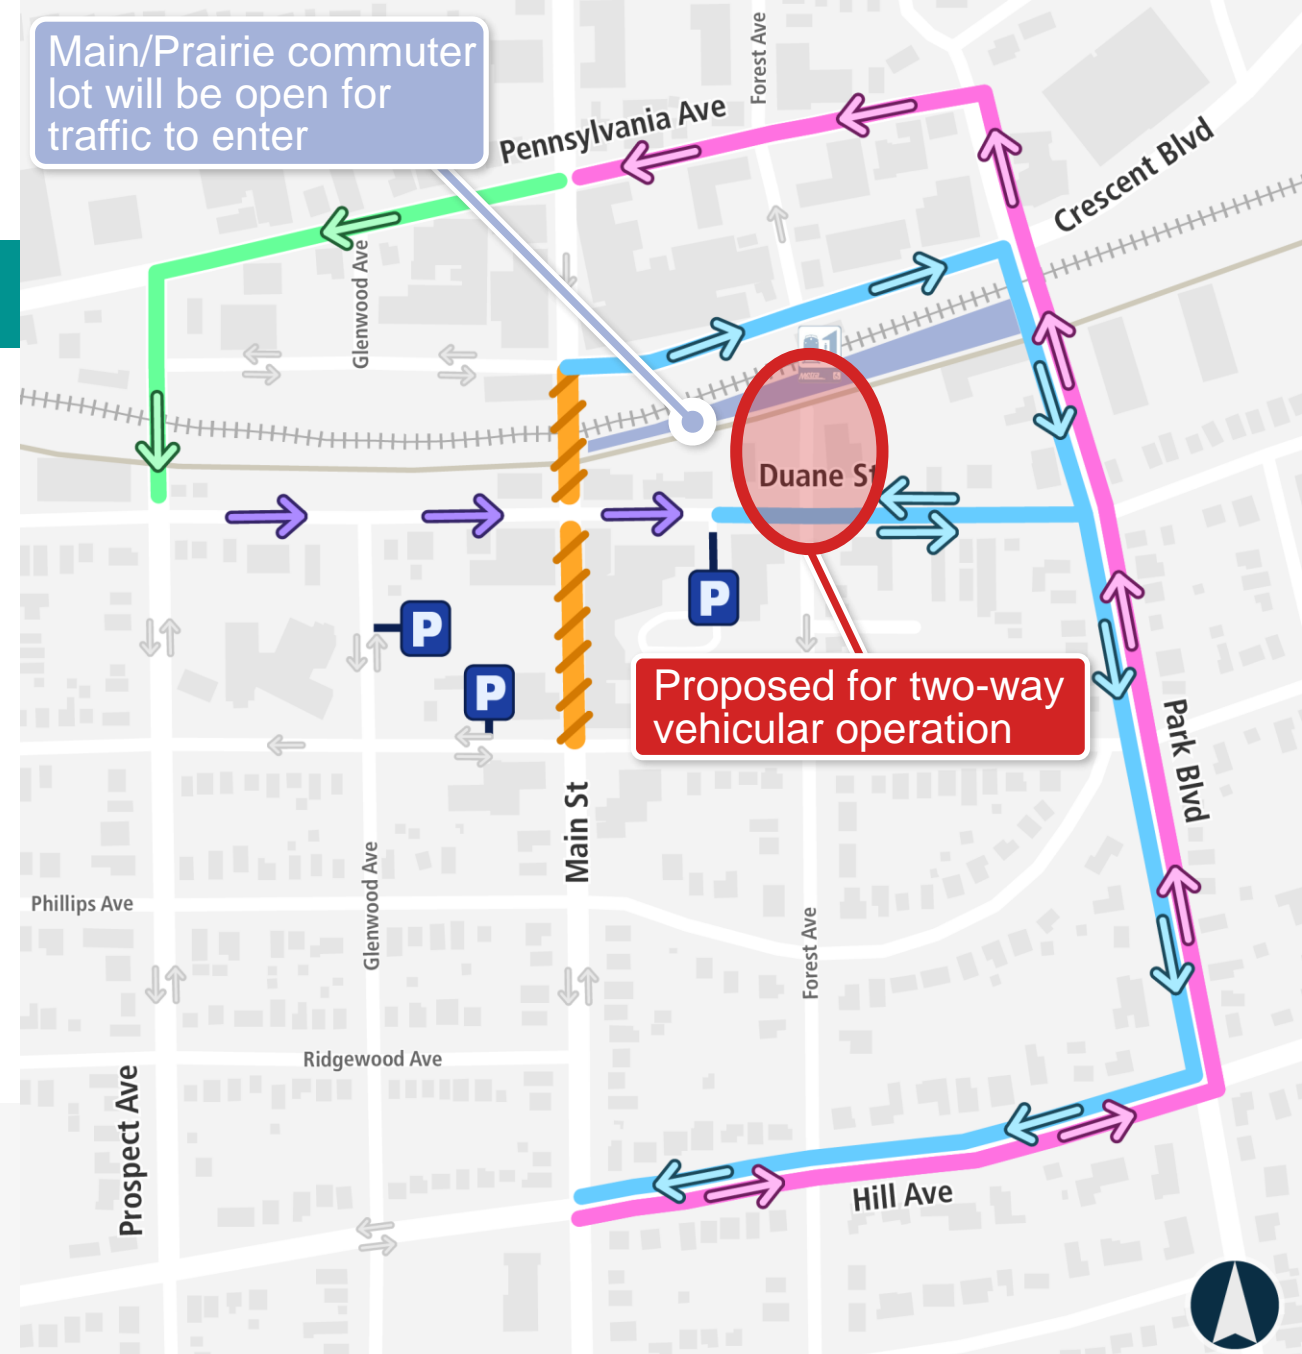 Main/Prairie commuter
lot will be open for
traffic to enter
Forest Ave
Pennsylvania Ave
Crescent Blvd
Glenwood Ave
Duane St
P
P
P
Proposed for two-way
vehicular operation
Park Blvd
Main St
Phillips Ave
Glenwood Ave
Forest Ave
Ridgewood Ave
Prospect Ave
Hill Ave